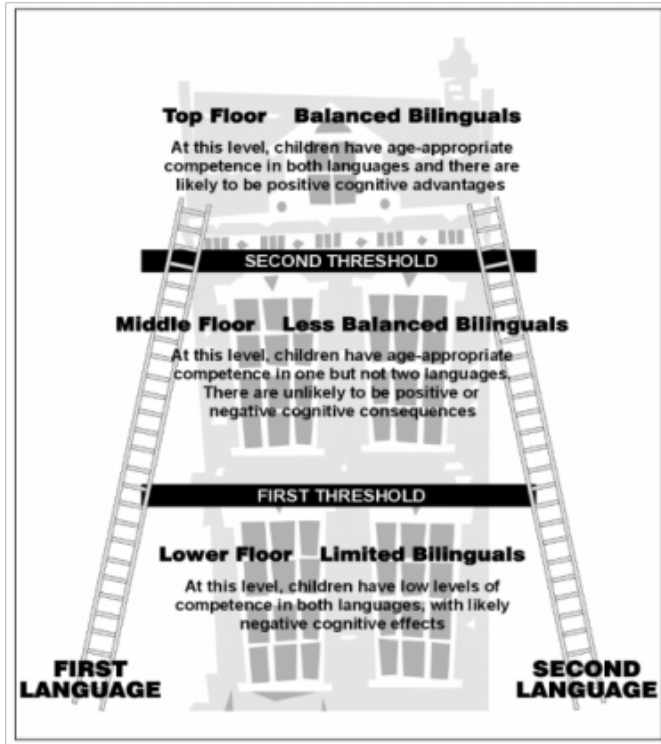 Top Floor Balanced Bilinguals
At this level, children have age-appropriate
competence in both languages and there are
likely to be positive cognitive advantages
SECOND THRESHOLD
Middle Floor Less Balanced Bilinguals
At this level, children have age-appropriate
competence in one but not two languages.
There are unlikely to be positive or
negative cognitive consequences
FIRST THRESHOLD
Lower Floor Limited Bilinguals
At this level, children have low levels of
competence in both languages, with likely
negative cognitive effects
FIRST
LANGUAGE
SECOND
LANGUAGE